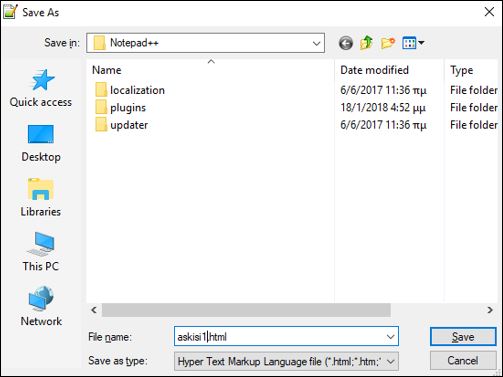 Save As
Save in: Notepad++
Name Date modified Type
localization 6/6/2017 11:36 πμ File folder
plugins 18/1/2018 4:52 μμ File folder
updater 6/6/2017 11:36 πμ File folder
Quick access
Desktop
Libraries
This PC
Network
File name: askisi1.html Save
Save as type: Hyper Text Markup Language file (*.html;*.htm;* Cancel